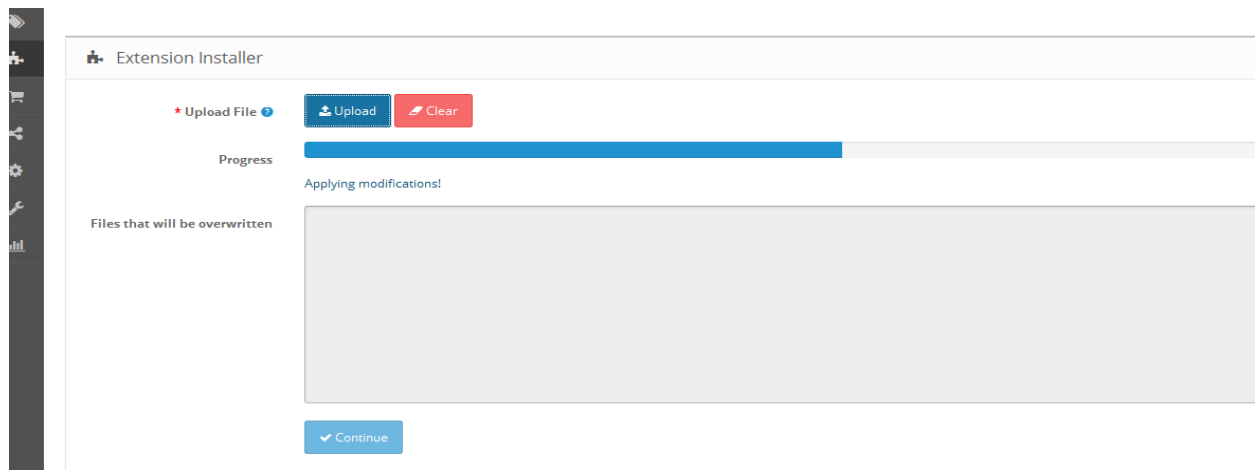 Extension Installer
* Upload File
Upload
Clear
Progress
Applying modifications!
Files that will be overwritten
Continue